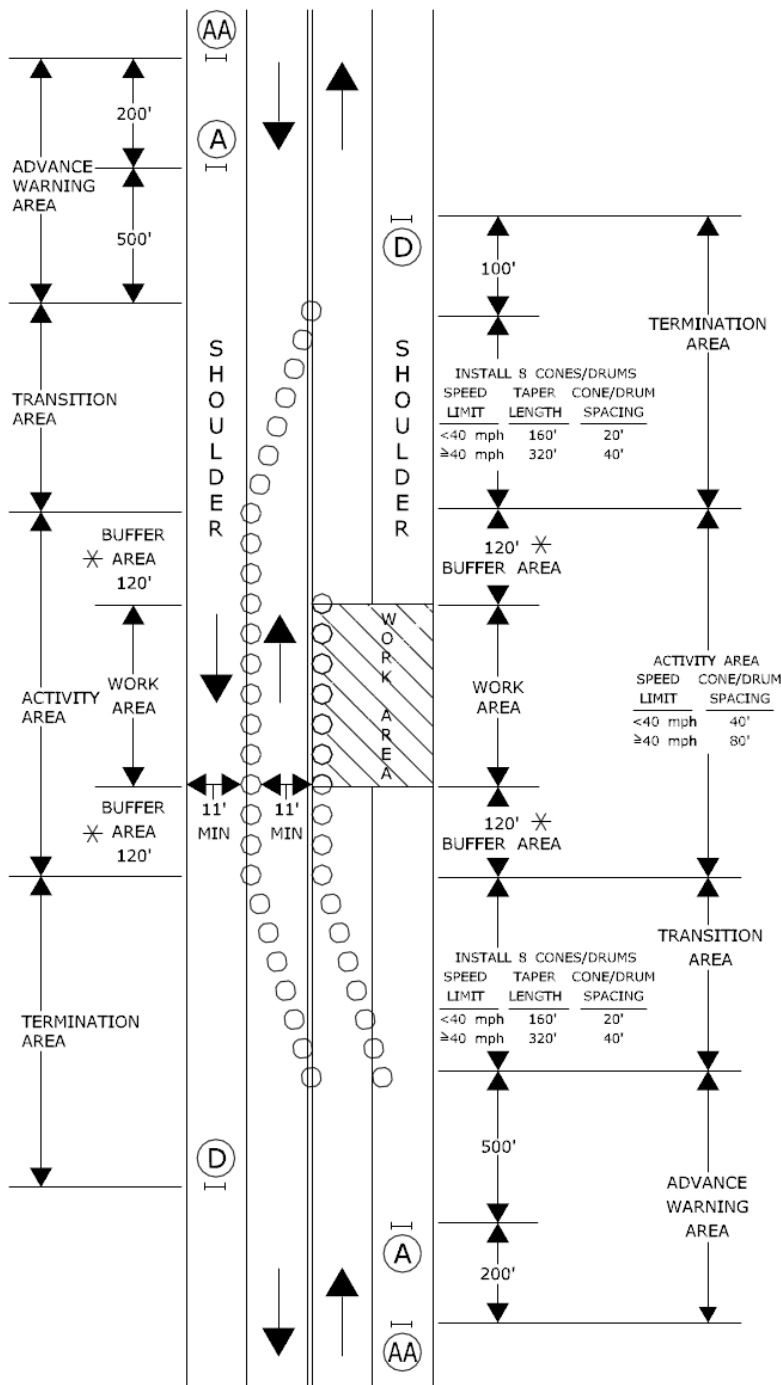 AA
200'
A
ADVANCE
WARNING
AREA
500'
D
100'
TERMINATION
AREA
SHOULDER
SHOULDER
INSTALL 8 CONES/DRUMS
SPEED TAPER CONE/DRUM
LIMIT LENGTH SPACING
<40 mph 160' 20'
≥40 mph 320' 40'
TRANSITION
AREA
BUFFER
* AREA
120'
120' *
BUFFER AREA
WORK AREA
WORK
AREA
WORK
AREA
ACTIVITY
AREA
ACTIVITY AREA
SPEED CONE/DRUM
LIMIT SPACING
<40 mph 40'
≥40 mph 80'
11'
MIN
11'
MIN
BUFFER
* AREA
120'
120' *
BUFFER AREA
TRANSITION
AREA
INSTALL 8 CONES/DRUMS
SPEED TAPER CONE/DRUM
LIMIT LENGTH SPACING
<40 mph 160' 20'
≥40 mph 320' 40'
TERMINATION
AREA
500'
D
ADVANCE
WARNING
AREA
A
200'
AA